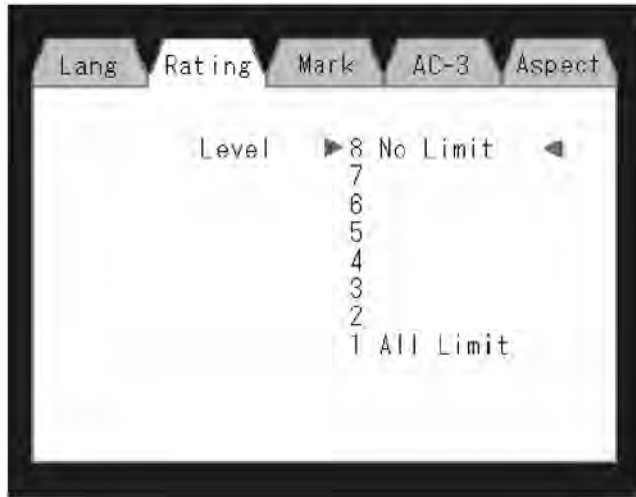 Lang Rating Mark AC-3 Aspect
Level ▶8 No Limit ◀
7
6
5
4
3
2
1 All Limit